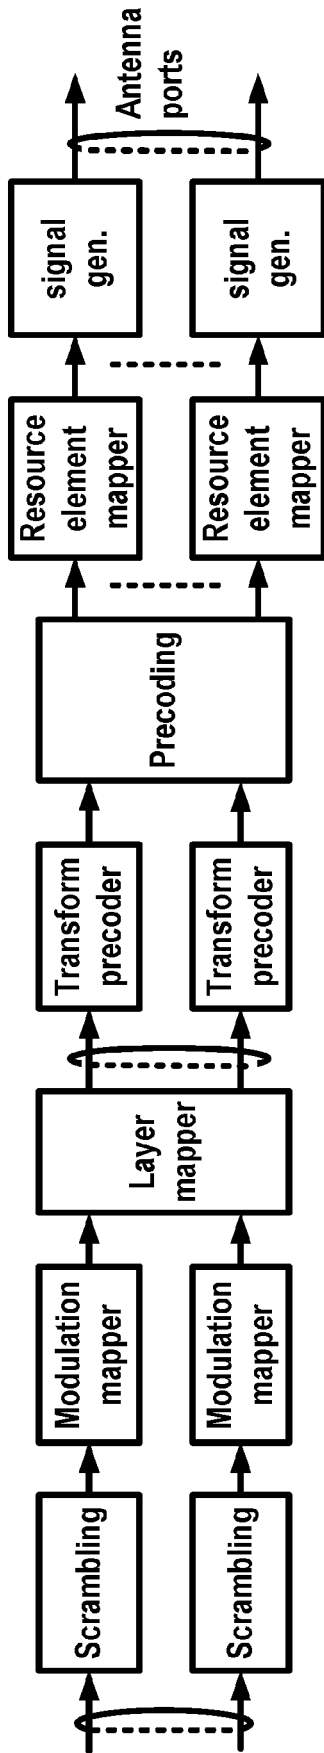 Scrambling
Scrambling
Modulation
mapper
Modulation
mapper
Layer
mapper
Transform
precoder
Transform
precoder
Precoding
Resource
element
mapper
Resource
element
mapper
signal
gen.
signal
gen.
Antenna
ports